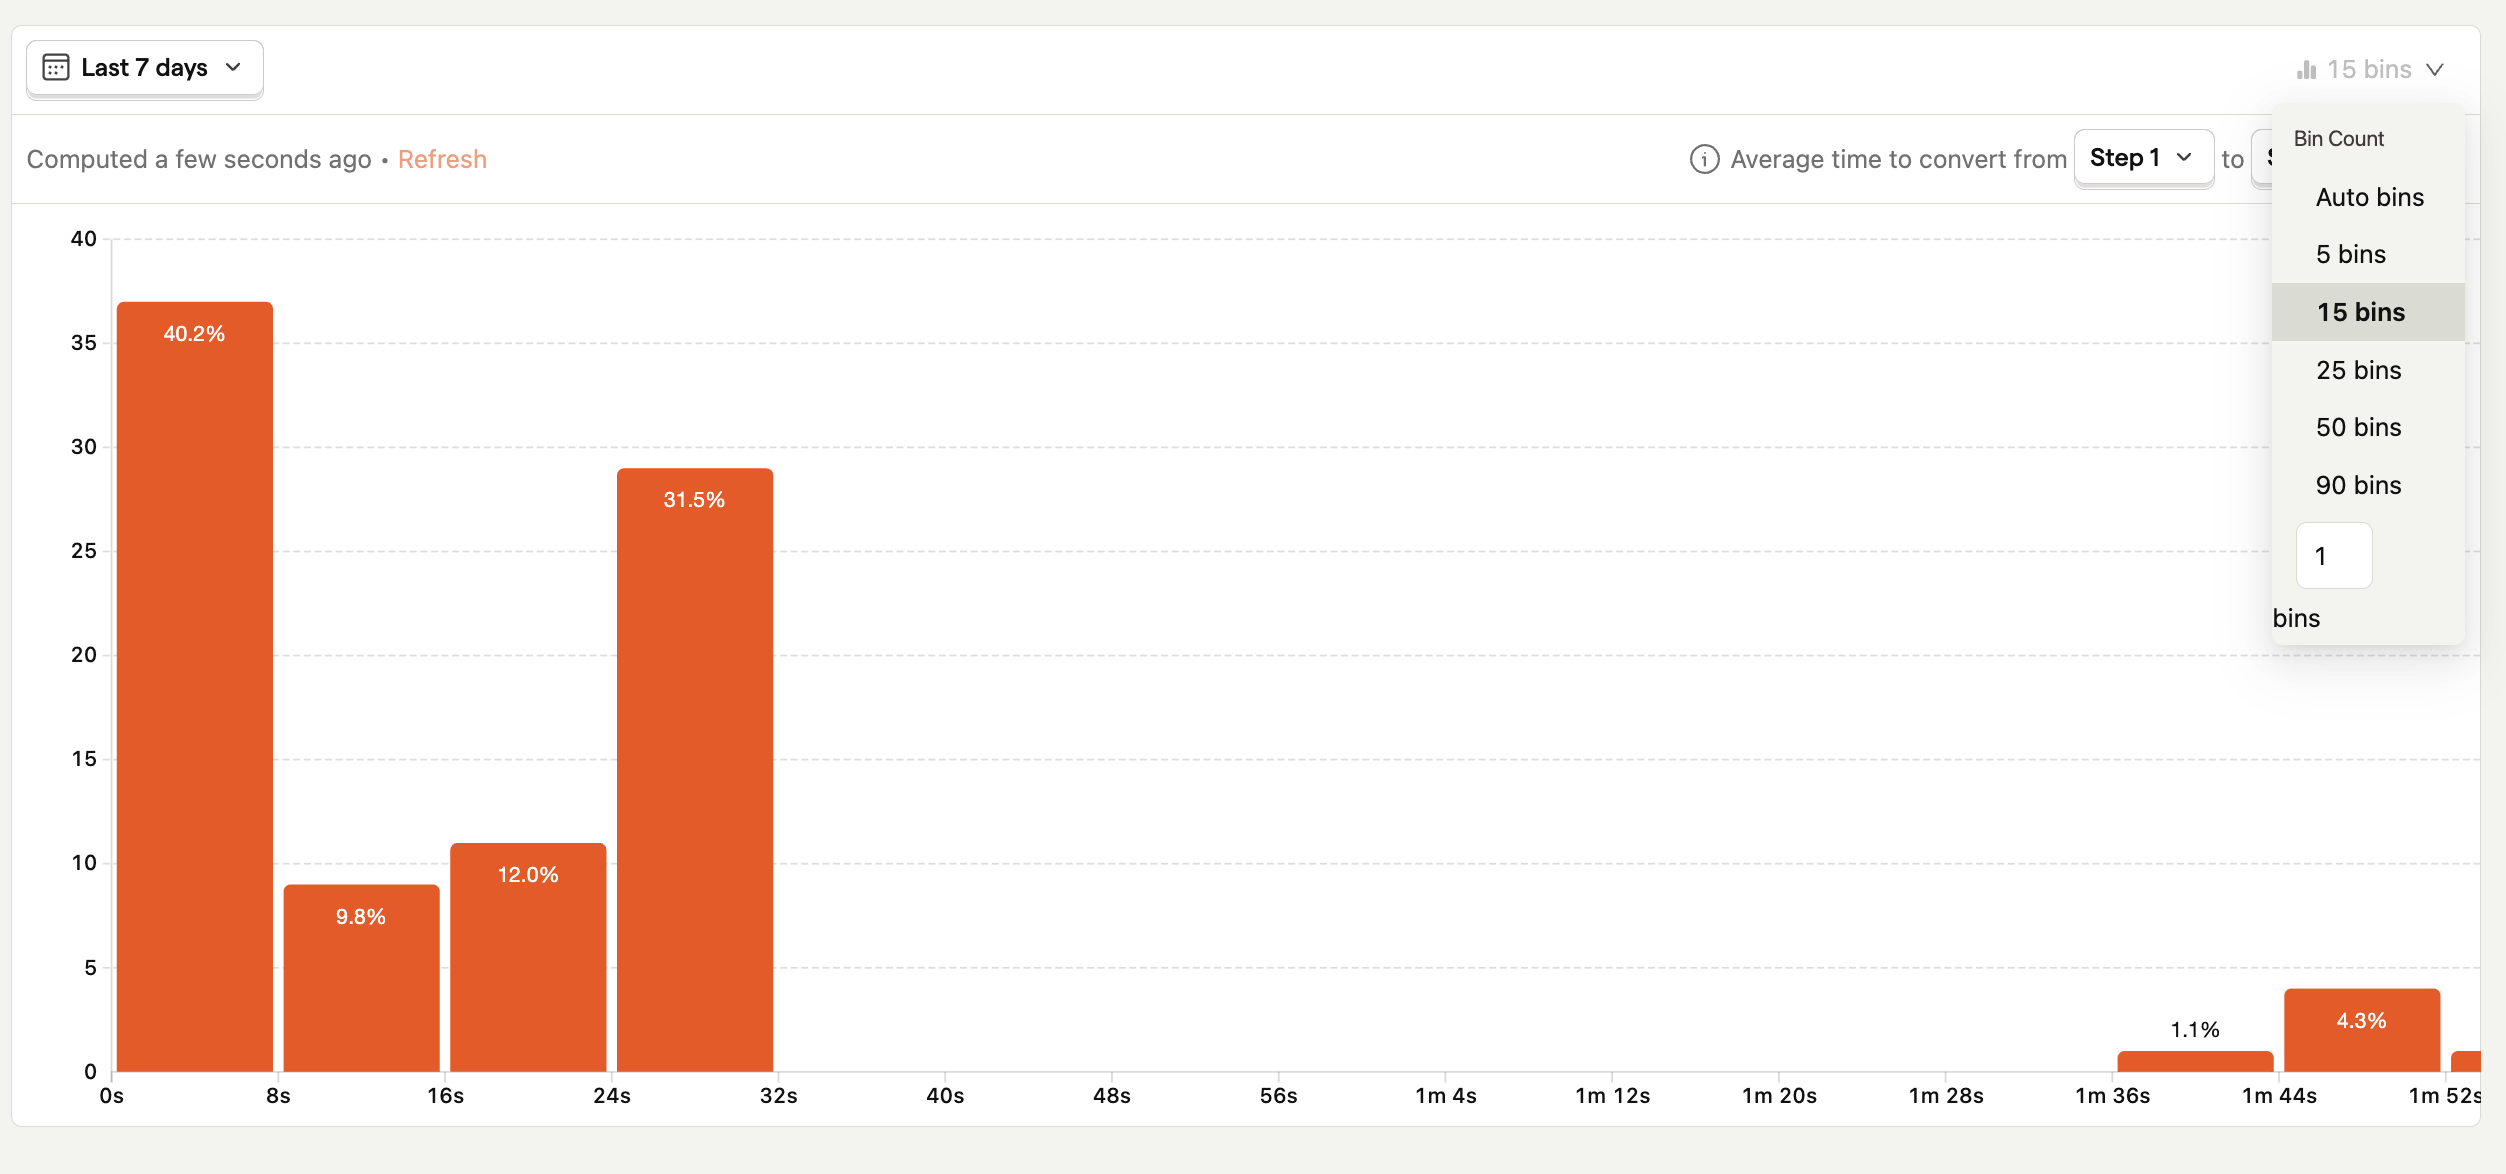 Last 7 days
15 bins
Computed a few seconds ago • Refresh
Average time to convert from Step 1 to
Bin Count
Auto bins
5 bins
15 bins
25 bins
50 bins
90 bins
1
bins
40
35
30
25
20
15
10
5
0
40.2%
9.8%
12.0%
31.5%
1.1%
4.3%
0s 8s 16s 24s 32s 40s 48s 56s 1m 4s 1m 12s 1m 20s 1m 28s 1m 36s 1m 44s 1m 52s